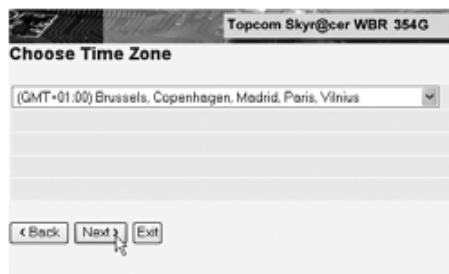 Topcom Skyr@cer WBR 354G
Choose Time Zone
(GMT+01:00) Brussels, Copenhagen, Madrid, Paris, Vilnius
< Back Next > Exit